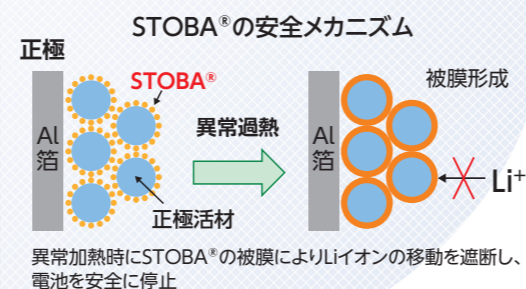 STOBA®の安全メカニズム
正極
STOBA®
被膜形成
異常過熱
Al
箔
Al
箔
Li⁺
正極活材
異常加熱時にSTOBA®の被膜によりLiイオンの移動を遮断し、
電池を安全に停止